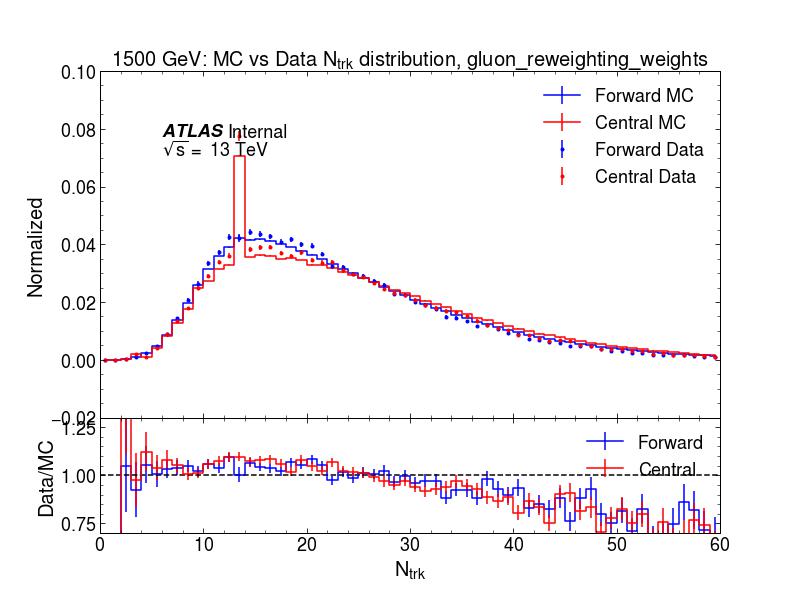 1500 GeV: MC vs Data Ntrk distribution, gluon_reweighting_weights
0.10
0.08
0.06
0.04
0.02
0.00
−0.02
Normalized
ATLAS Internal
√s = 13 TeV
Forward MC
Central MC
Forward Data
Central Data
1.25
1.00
0.75
Data/MC
Forward
Central
0 10 20 30 40 50 60
Ntrk